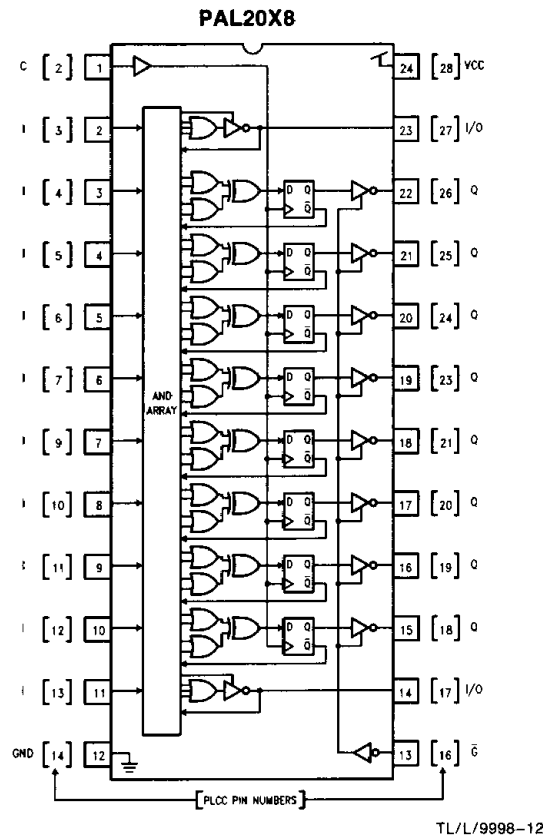 PAL20X8
C [2] 1 24 [28] VCC
I [3] 2 23 [27] I/O
I [4] 3 D Q Q̅ 22 [26] Q
I [5] 4 D Q Q̅ 21 [25] Q
I [6] 5 D Q Q̅ 20 [24] Q
I [7] 6 D Q Q̅ 19 [23] Q
AND
ARRAY
I [9] 7 D Q Q̅ 18 [21] Q
[10] 8 D Q Q̅ 17 [20] Q
[11] 9 D Q Q̅ 16 [19] Q
I [12] 10 D Q Q̅ 15 [18] Q
I [13] 11 14 [17] I/O
GND [14] 12 13 [16] G̅
[PLCC PIN NUMBERS]
TL/L/9998–12